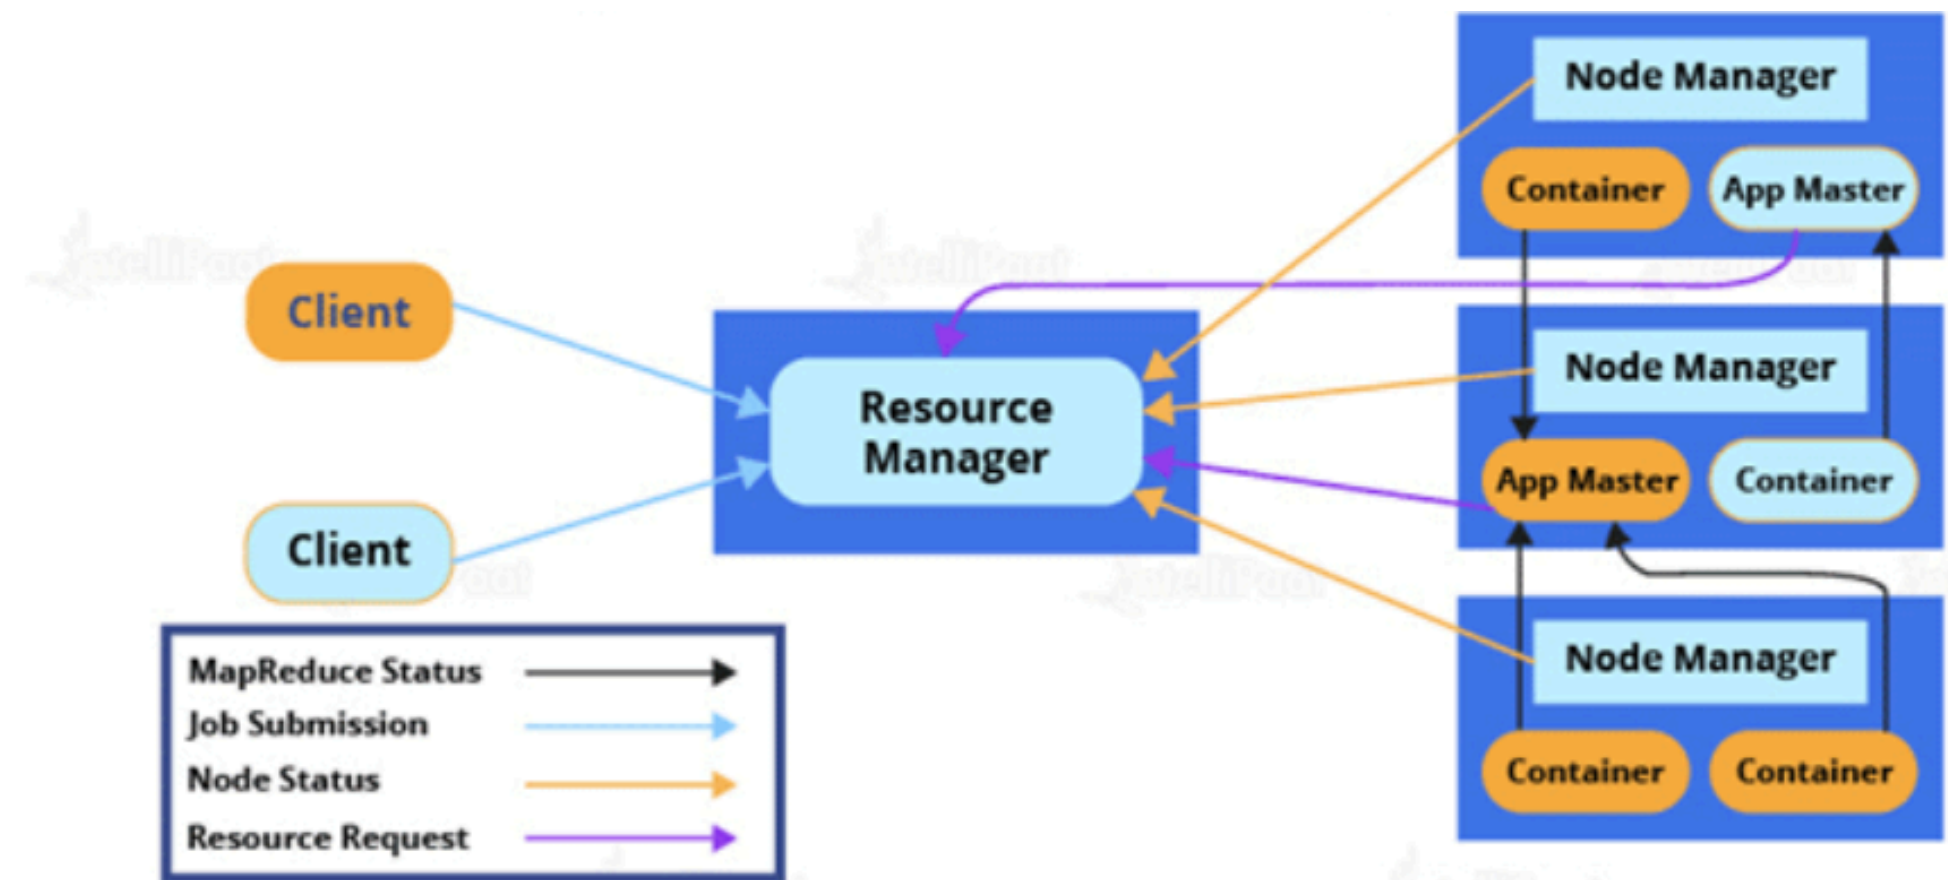 Node Manager
Container
App Master
Client
Resource
Manager
Node Manager
App Master
Container
Client
Node Manager
Container
Container
MapReduce Status
Job Submission
Node Status
Resource Request